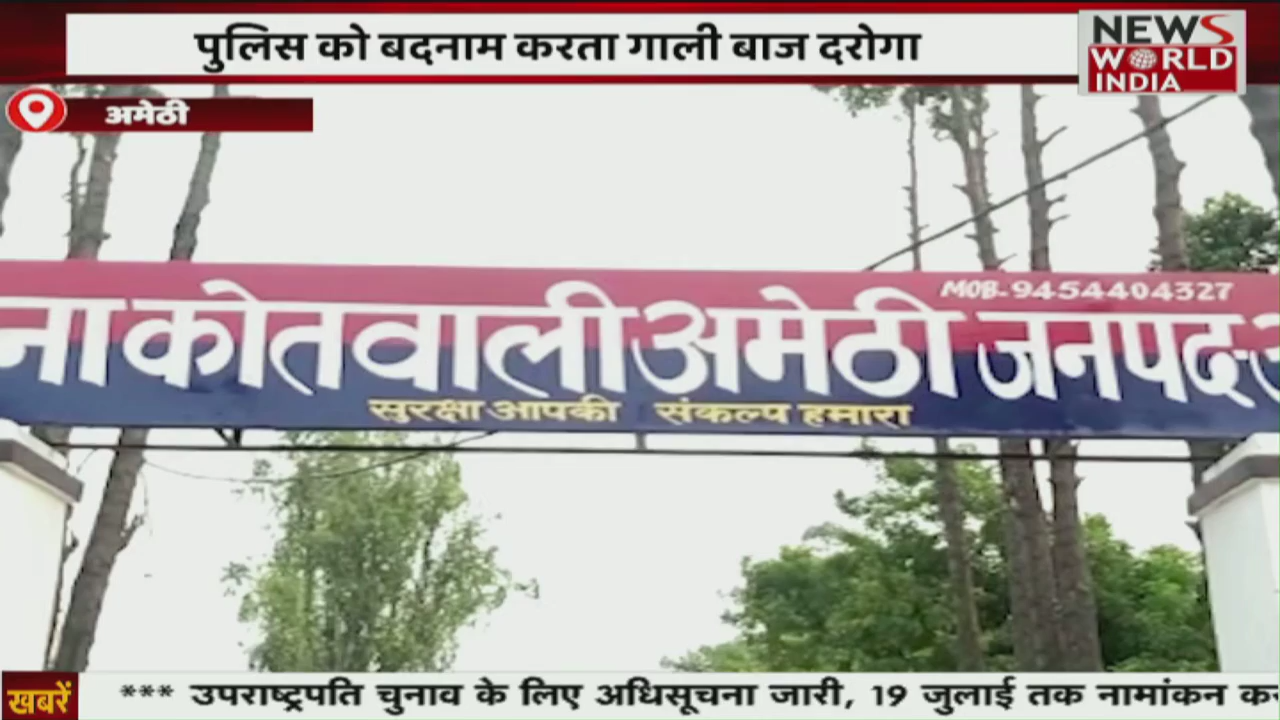 पुलिस को बदनाम करता गाली बाज दरोगा
NEWS
WORLD
INDIA
अमेठी
MOB-9454404327
ना कोतवाली अमेठी जनपद-
सुरक्षा आपकी संकल्प हमारा
खबरें
*** उपराष्ट्रपति चुनाव के लिए अधिसूचना जारी, 19 जुलाई तक नामांकन